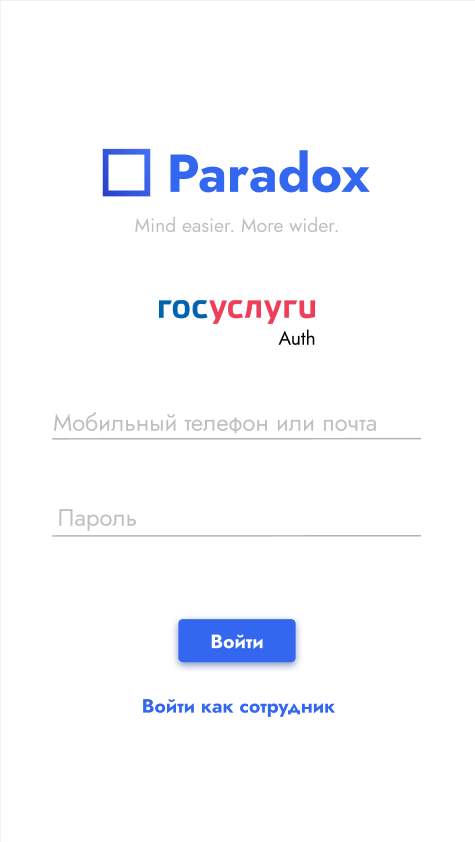 Paradox
Mind easier. More wider.
госуслуги
Auth
Мобильный телефон или почта
Пароль
Войти
Войти как сотрудник